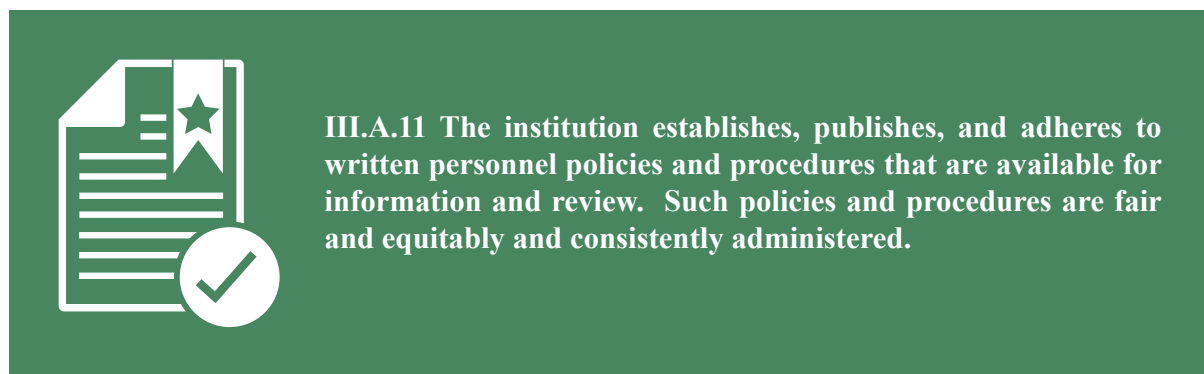 III.A.11 The institution establishes, publishes, and adheres to
written personnel policies and procedures that are available for
information and review.  Such policies and procedures are fair
and equitably and consistently administered.